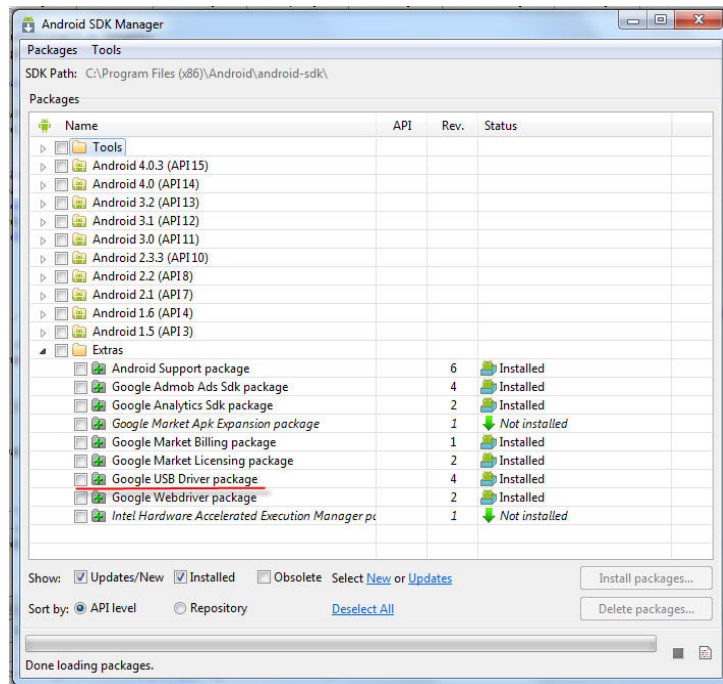 Android SDK Manager
Packages Tools
SDK Path: C:\Program Files (x86)\Android\android-sdk\
Packages
Name API Rev. Status
Tools
Android 4.0.3 (API 15)
Android 4.0 (API 14)
Android 3.2 (API 13)
Android 3.1 (API 12)
Android 3.0 (API 11)
Android 2.3.3 (API 10)
Android 2.2 (API 8)
Android 2.1 (API 7)
Android 1.6 (API 4)
Android 1.5 (API 3)
Extras
Android Support package 6 Installed
Google Admob Ads Sdk package 4 Installed
Google Analytics Sdk package 2 Installed
Google Market Apk Expansion package 1 Not installed
Google Market Billing package 1 Installed
Google Market Licensing package 2 Installed
Google USB Driver package 4 Installed
Google Webdriver package 2 Installed
Intel Hardware Accelerated Execution Manager pa 1 Not installed
Show: Updates/New Installed Obsolete Select New or Updates Install packages...
Sort by: API level Repository Deselect All Delete packages...
Done loading packages.